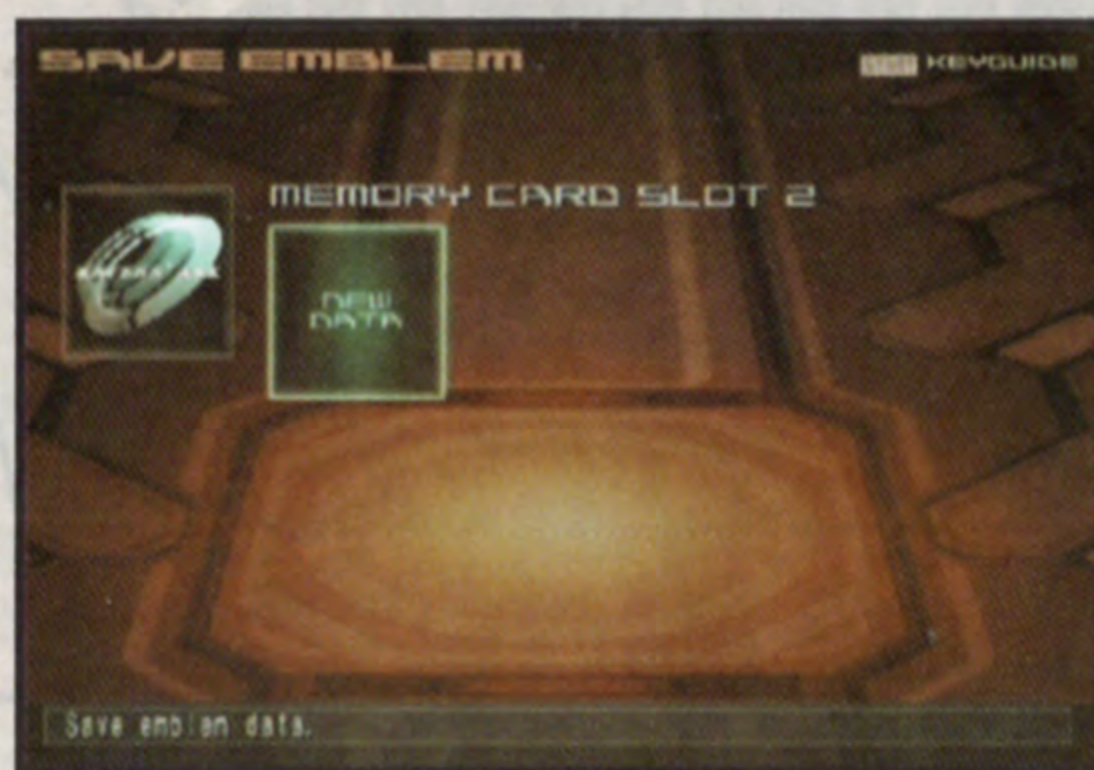 SAVE EMBLEM
START KEYGUIDE
MEMORY CARD SLOT 2
NEW
DATA
Save emblem data.